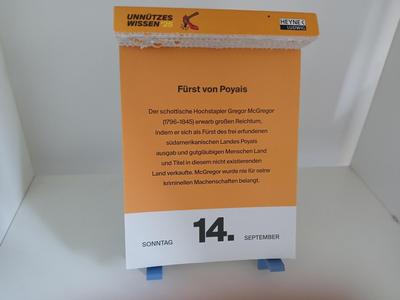 UNNÜTZES
WISSEN
HEYNE
LUDWIG
Fürst von Poyais
Der schottische Hochstapler Gregor McGregor
(1796–1845) erwarb großen Reichtum,
indem er sich als Fürst des frei erfundenen
südamerikanischen Landes Poyais
ausgab und gutgläubigen Menschen Land
und Titel in diesem nicht existierenden
Land verkaufte. McGregor wurde nie für seine
kriminellen Machenschaften belangt.
SONNTAG 14. SEPTEMBER